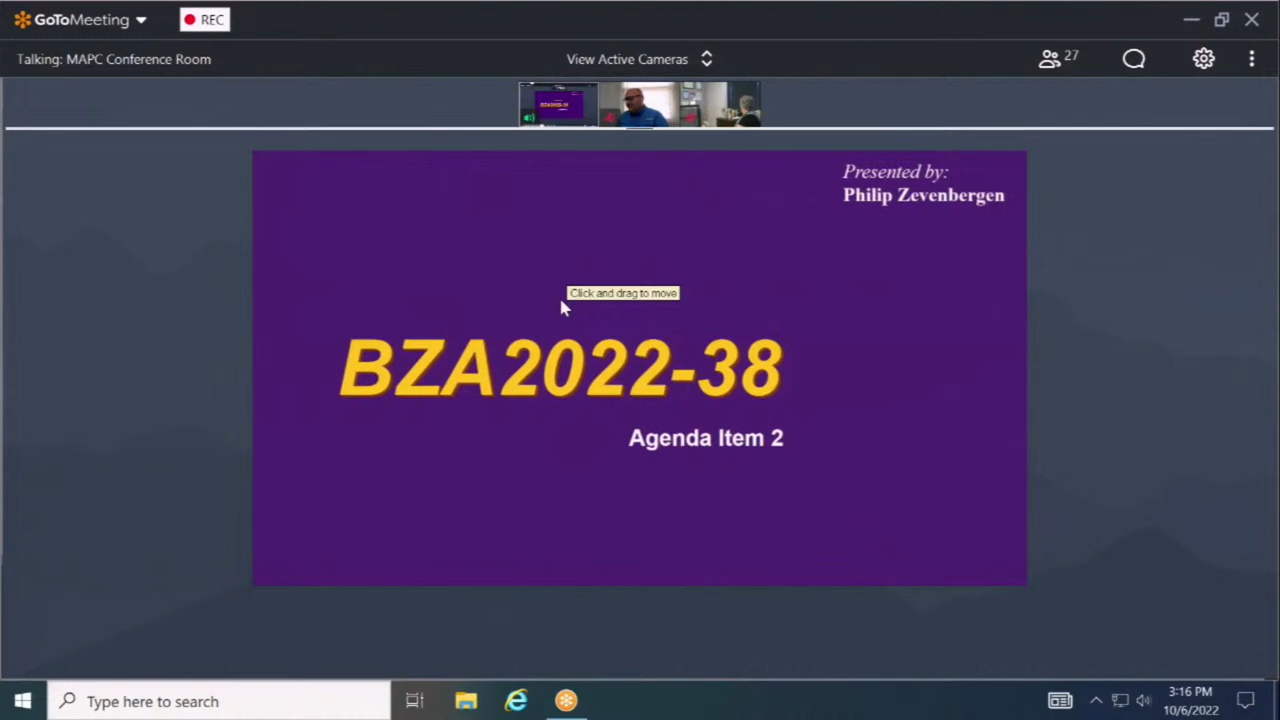 GoToMeeting
REC
Talking: MAPC Conference Room
View Active Cameras
27
Presented by:
Philip Zevenbergen
Click and drag to move
BZA2022-38
Agenda Item 2
Type here to search
3:16 PM
10/6/2022